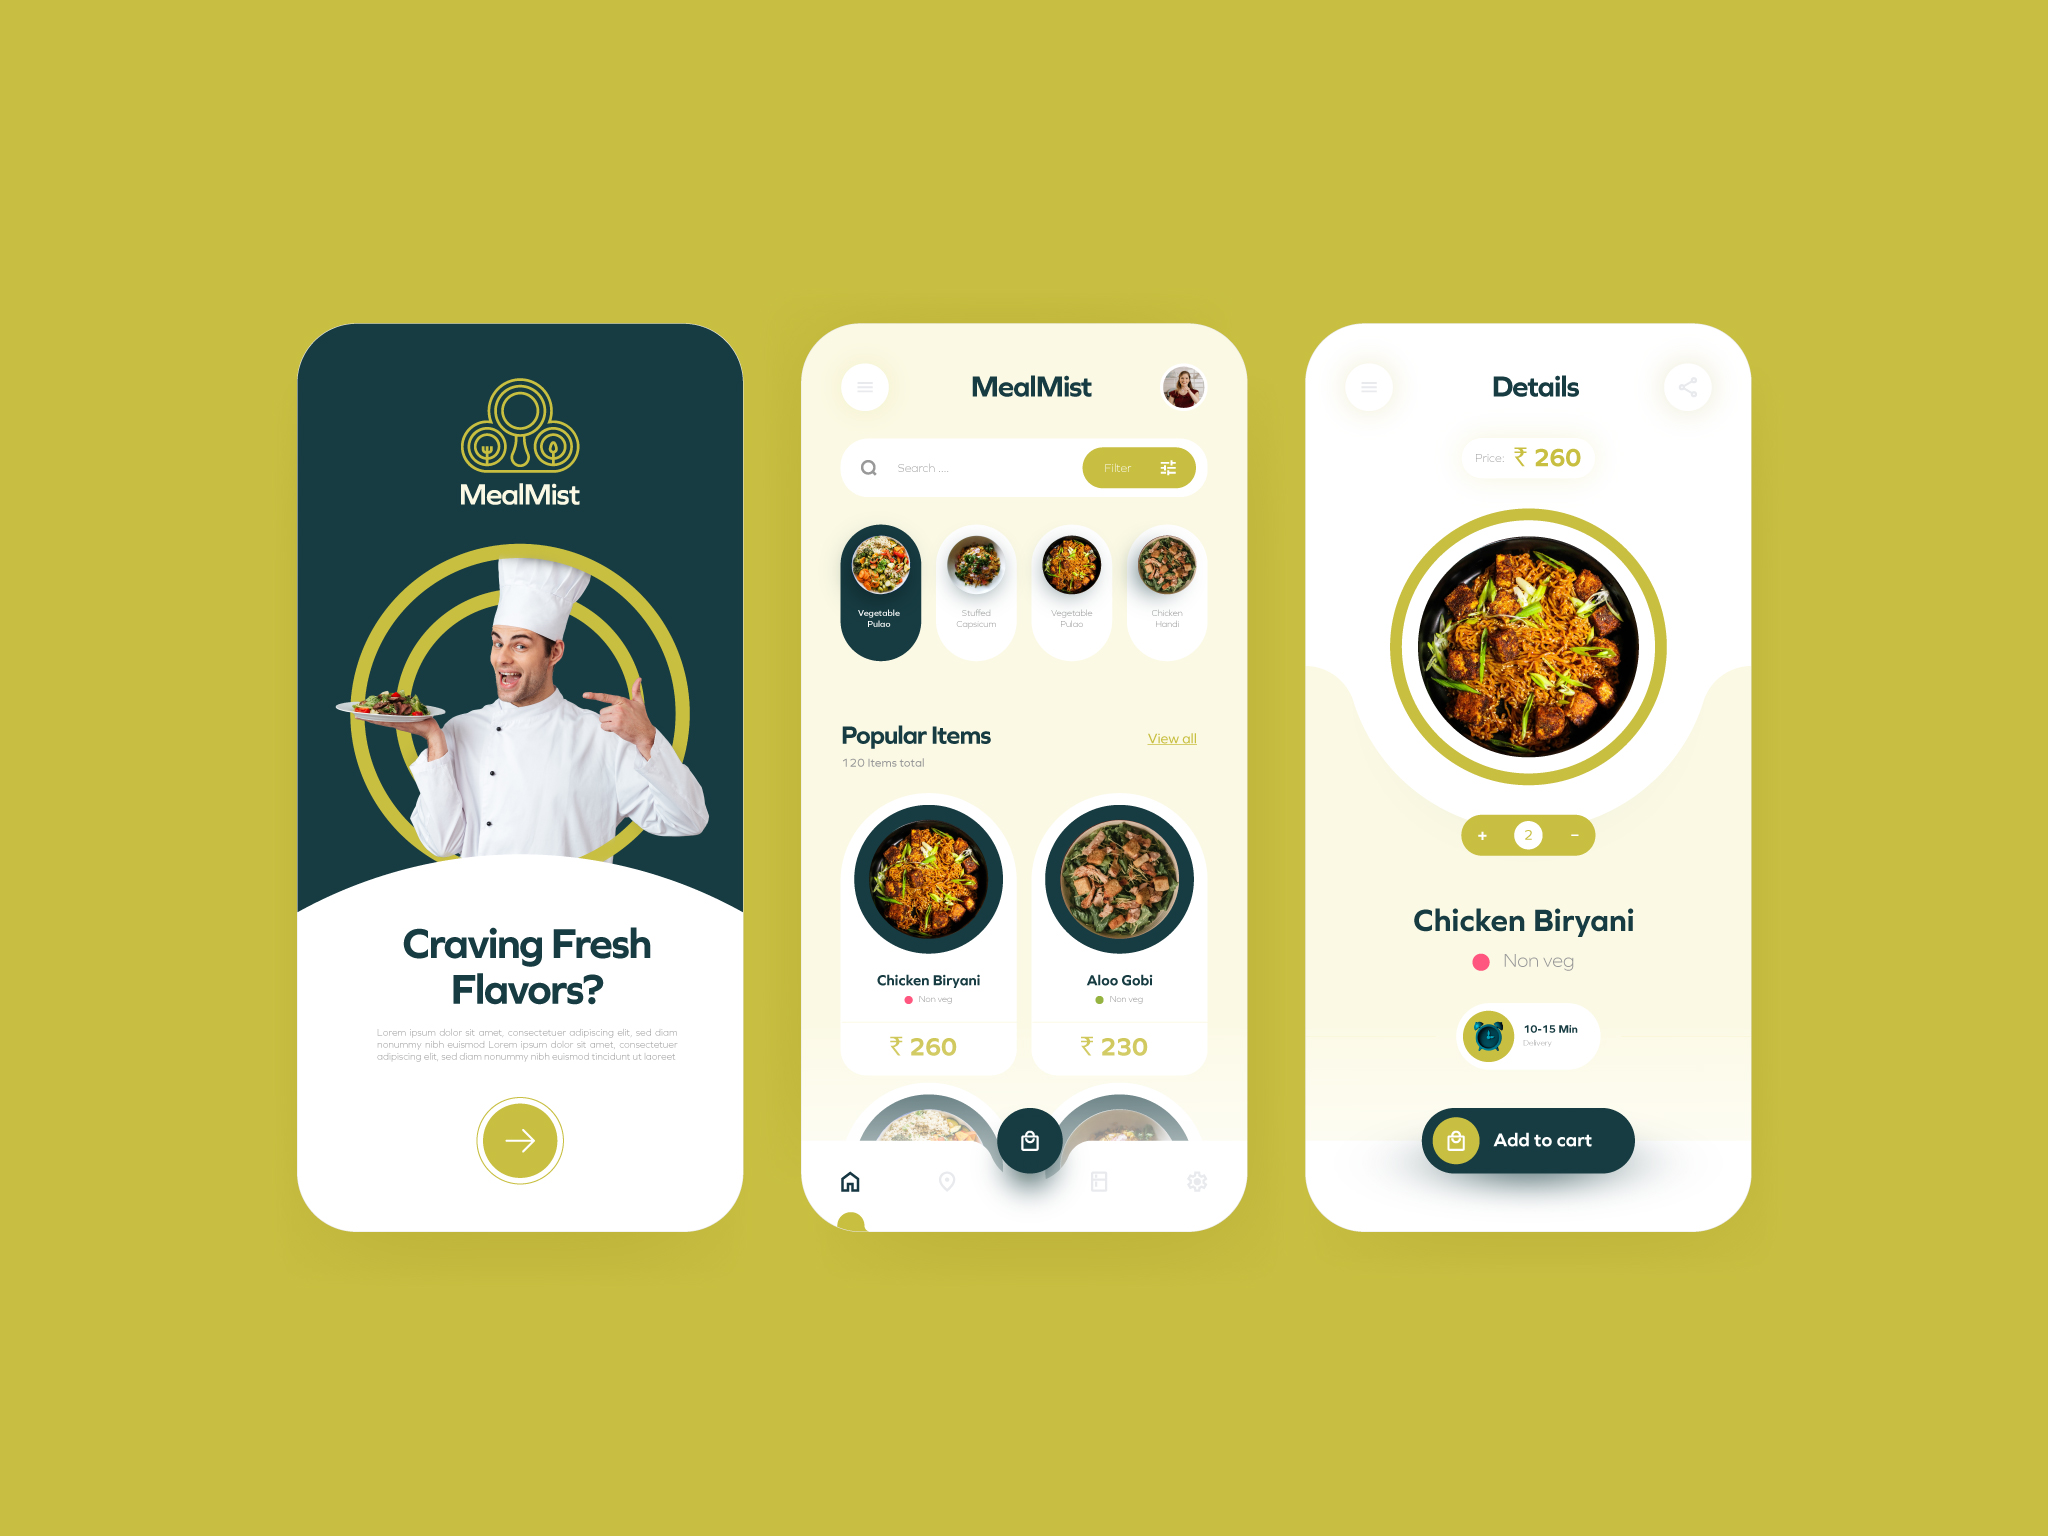 MealMist
Craving Fresh
Flavors?
Lorem ipsum dolor sit amet, consectetuer adipiscing elit, sed diam
nonummy nibh euismod Lorem ipsum dolor sit amet, consectetuer
adipiscing elit, sed diam nonummy nibh euismod tincidunt ut laoreet
MealMist
Search ....
Filter
Vegetable
Pulao
Stuffed
Capsicum
Vegetable
Pulao
Chicken
Handi
Popular Items
View all
120 Items total
Chicken Biryani
Non veg
₹ 260
Aloo Gobi
Non veg
₹ 230
Details
Price: ₹ 260
+ 2 −
Chicken Biryani
Non veg
10-15 Min
Delivery
Add to cart